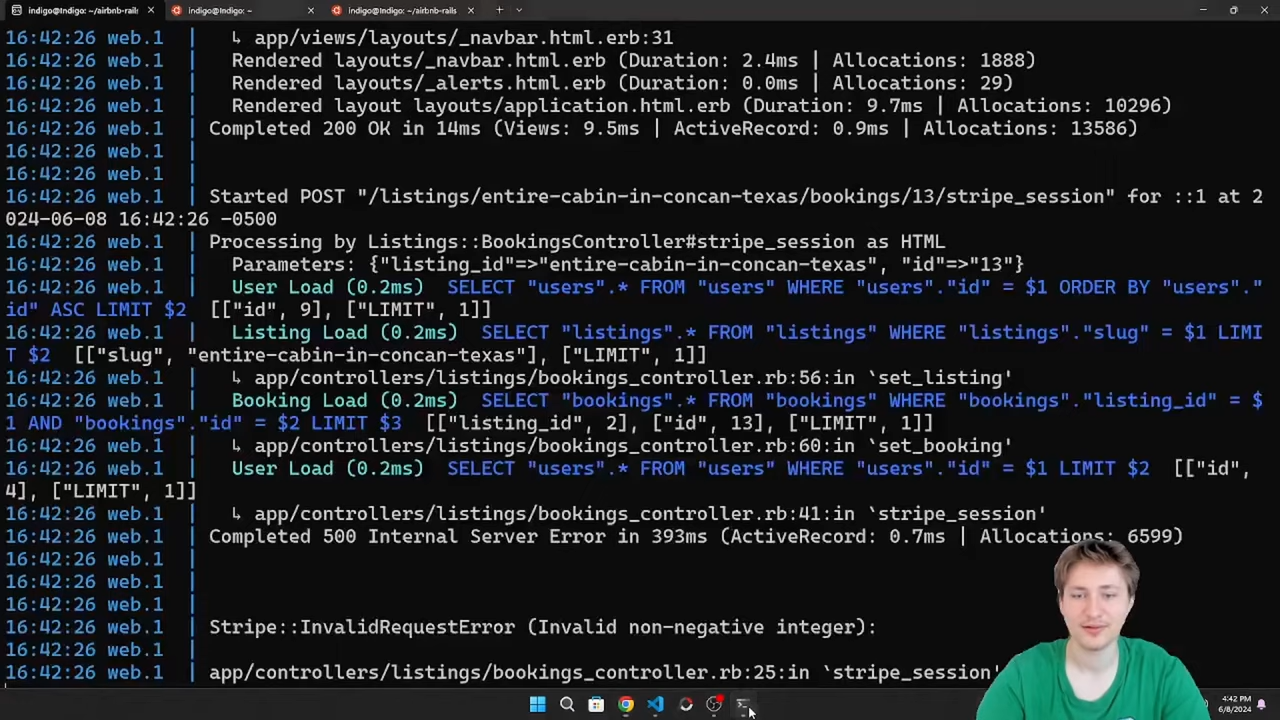 indigo@Indigo: ~/airbnb-rails
indigo@Indigo: ~
indigo@Indigo: ~/airbnb-rails
16:42:26 web.1 | ↳ app/views/layouts/_navbar.html.erb:31
16:42:26 web.1 | Rendered layouts/_navbar.html.erb (Duration: 2.4ms | Allocations: 1888)
16:42:26 web.1 | Rendered layouts/_alerts.html.erb (Duration: 0.0ms | Allocations: 29)
16:42:26 web.1 | Rendered layout layouts/application.html.erb (Duration: 9.7ms | Allocations: 10296)
16:42:26 web.1 | Completed 200 OK in 14ms (Views: 9.5ms | ActiveRecord: 0.9ms | Allocations: 13586)
16:42:26 web.1 |
16:42:26 web.1 |
16:42:26 web.1 | Started POST "/listings/entire-cabin-in-concan-texas/bookings/13/stripe_session" for ::1 at 2
024-06-08 16:42:26 -0500
16:42:26 web.1 | Processing by Listings::BookingsController#stripe_session as HTML
16:42:26 web.1 | Parameters: {"listing_id"=>"entire-cabin-in-concan-texas", "id"=>"13"}
16:42:26 web.1 | User Load (0.2ms) SELECT "users".* FROM "users" WHERE "users"."id" = $1 ORDER BY "users"."
id" ASC LIMIT $2 [["id", 9], ["LIMIT", 1]]
16:42:26 web.1 | Listing Load (0.2ms) SELECT "listings".* FROM "listings" WHERE "listings"."slug" = $1 LIMI
T $2 [["slug", "entire-cabin-in-concan-texas"], ["LIMIT", 1]]
16:42:26 web.1 | ↳ app/controllers/listings/bookings_controller.rb:56:in `set_listing'
16:42:26 web.1 | Booking Load (0.2ms) SELECT "bookings".* FROM "bookings" WHERE "bookings"."listing_id" = $
1 AND "bookings"."id" = $2 LIMIT $3 [["listing_id", 2], ["id", 13], ["LIMIT", 1]]
16:42:26 web.1 | ↳ app/controllers/listings/bookings_controller.rb:60:in `set_booking'
16:42:26 web.1 | User Load (0.2ms) SELECT "users".* FROM "users" WHERE "users"."id" = $1 LIMIT $2 [["id",
4], ["LIMIT", 1]]
16:42:26 web.1 | ↳ app/controllers/listings/bookings_controller.rb:41:in `stripe_session'
16:42:26 web.1 | Completed 500 Internal Server Error in 393ms (ActiveRecord: 0.7ms | Allocations: 6599)
16:42:26 web.1 |
16:42:26 web.1 |
16:42:26 web.1 |
16:42:26 web.1 | Stripe::InvalidRequestError (Invalid non-negative integer):
16:42:26 web.1 |
16:42:26 web.1 | app/controllers/listings/bookings_controller.rb:25:in `stripe_session'
4:42 PM
6/8/2024